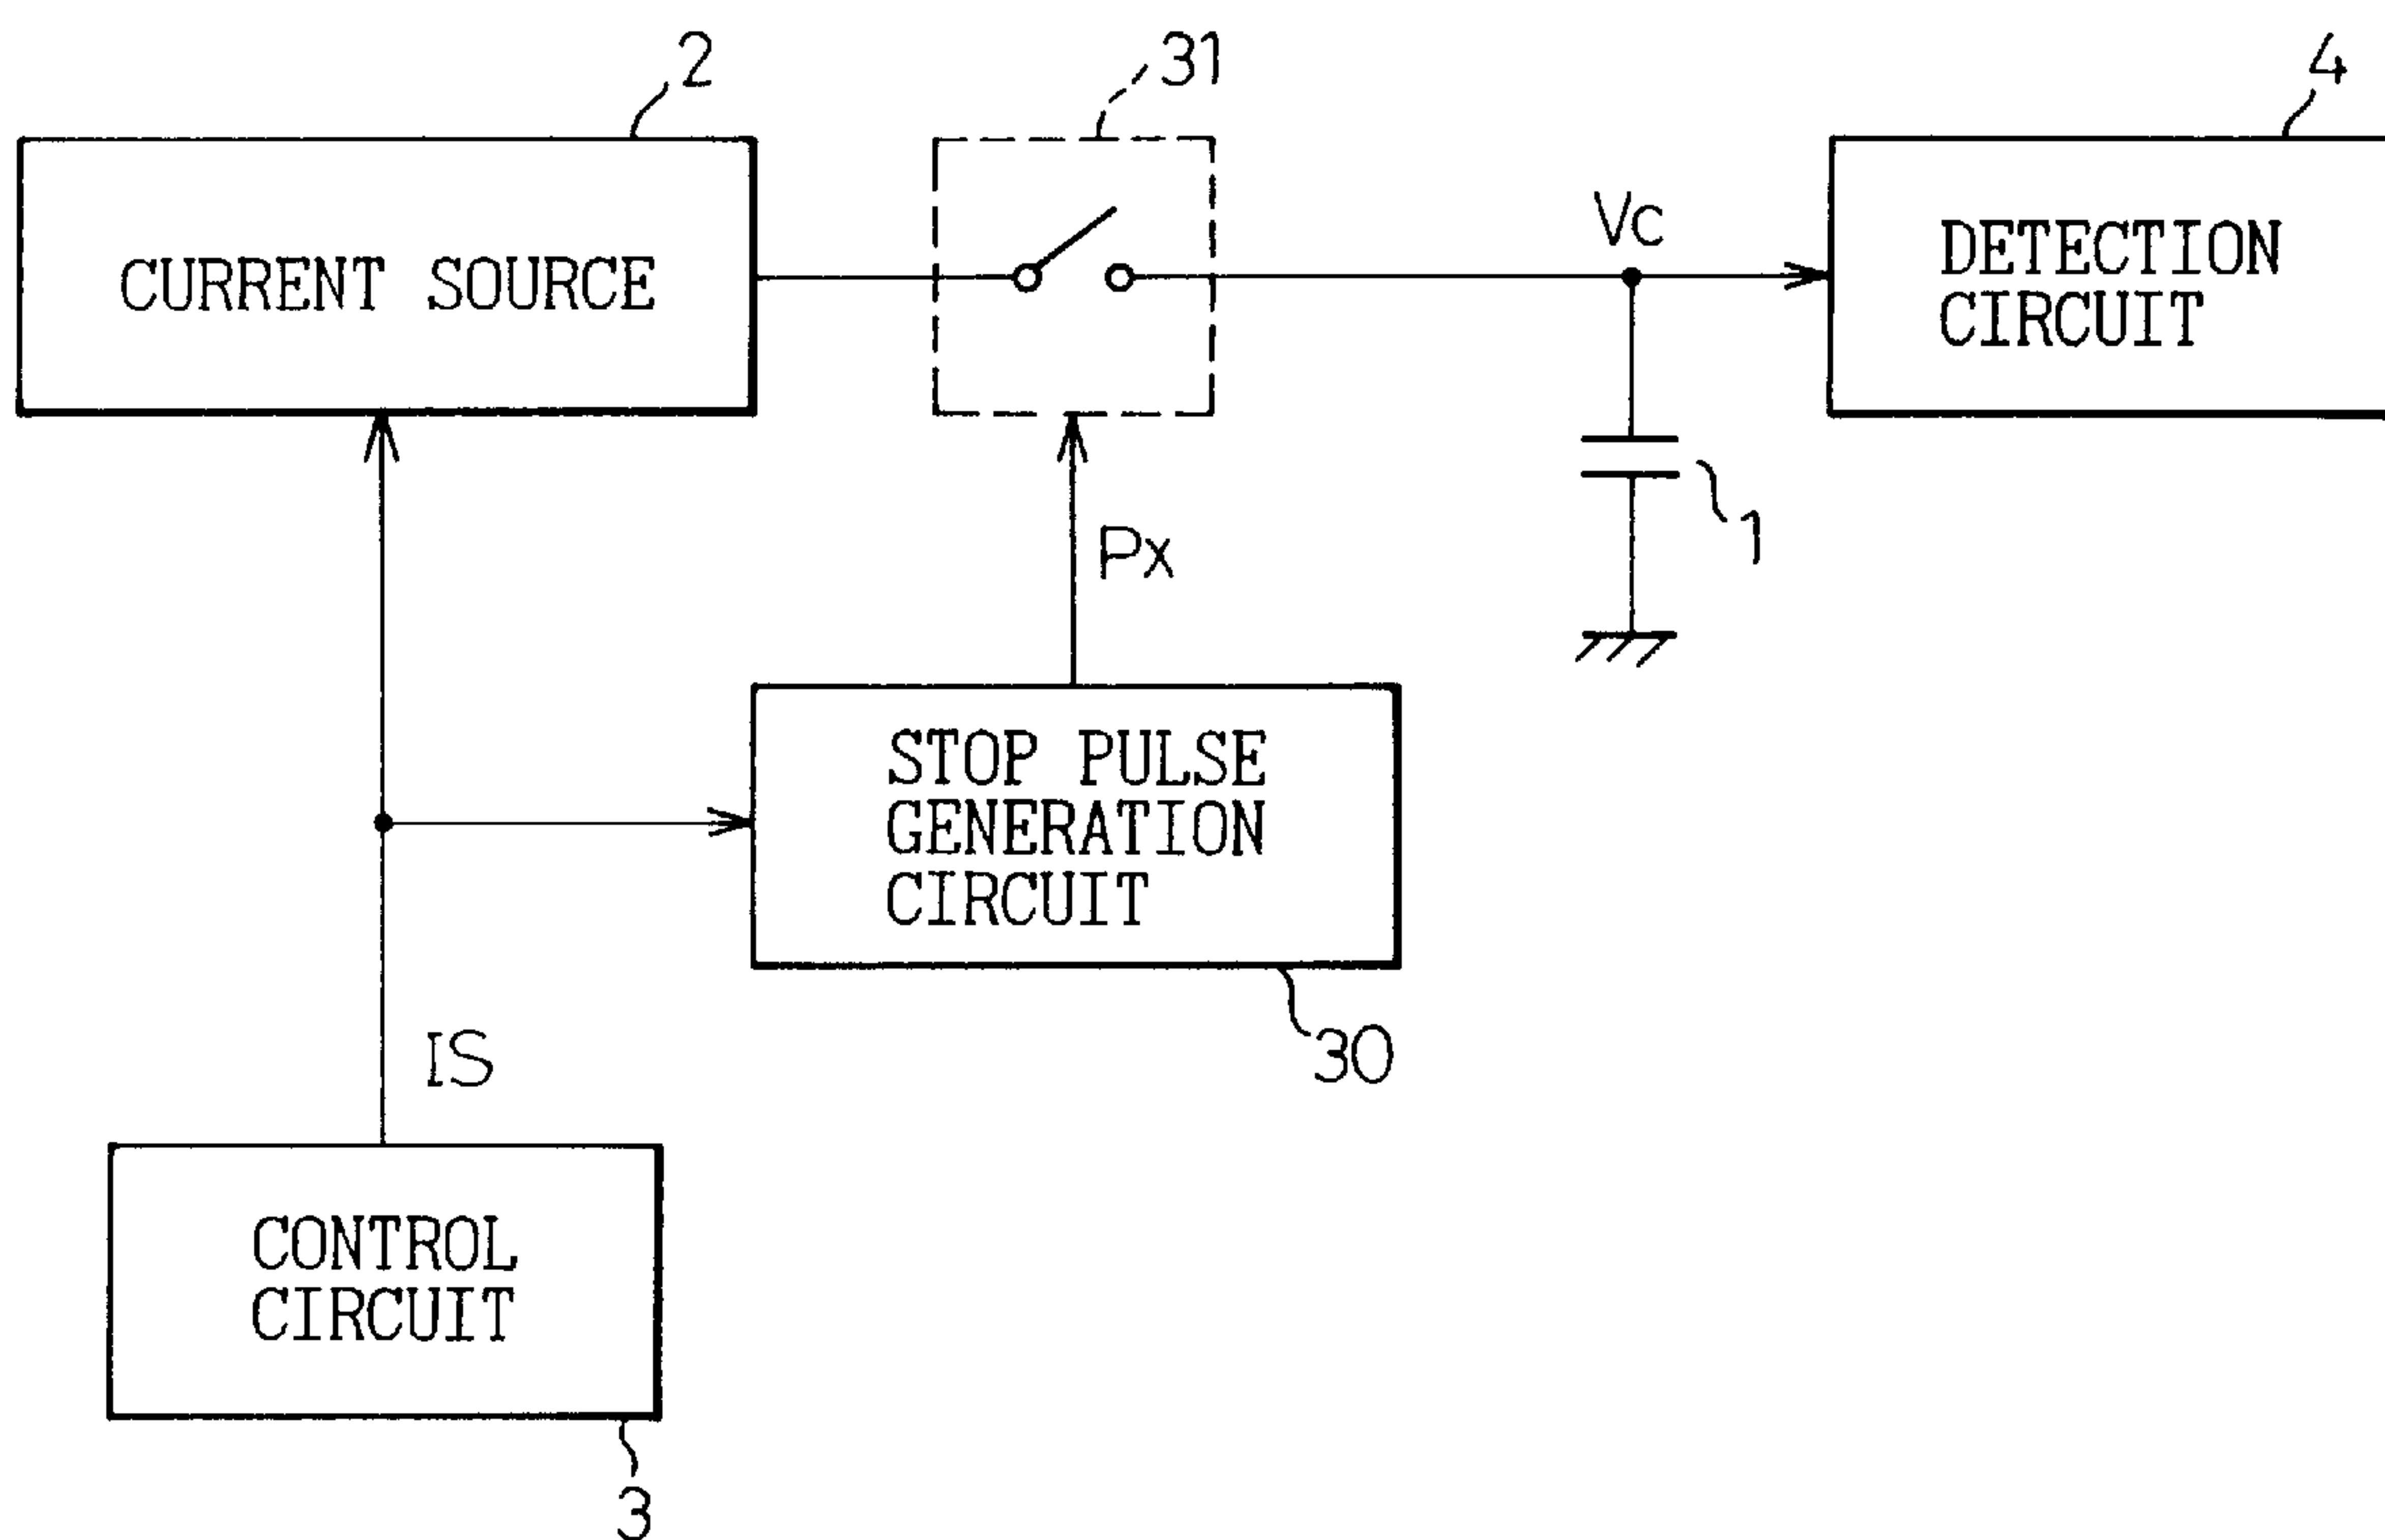 2
31
4
CURRENT SOURCE
Vc
DETECTION
CIRCUIT
1
Px
STOP PULSE
GENERATION
CIRCUIT
30
IS
CONTROL
CIRCUIT
3